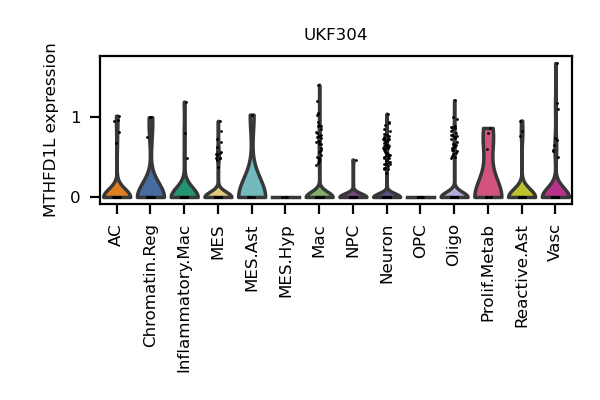 UKF304
MTHFD1L expression
1
0
AC
Chromatin.Reg
Inflammatory.Mac
MES
MES.Ast
MES.Hyp
Mac
NPC
Neuron
OPC
Oligo
Prolif.Metab
Reactive.Ast
Vasc